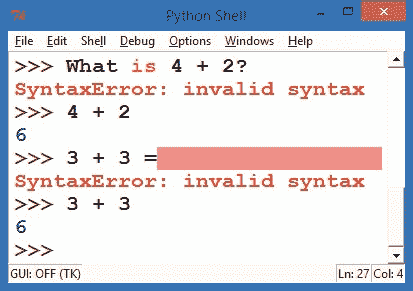 Python Shell
File Edit Shell Debug Options Windows Help
>>> What is 4 + 2?
SyntaxError: invalid syntax
>>> 4 + 2
6
>>> 3 + 3 =
SyntaxError: invalid syntax
>>> 3 + 3
6
>>>
GUI: OFF (TK) Ln: 27 Col: 4